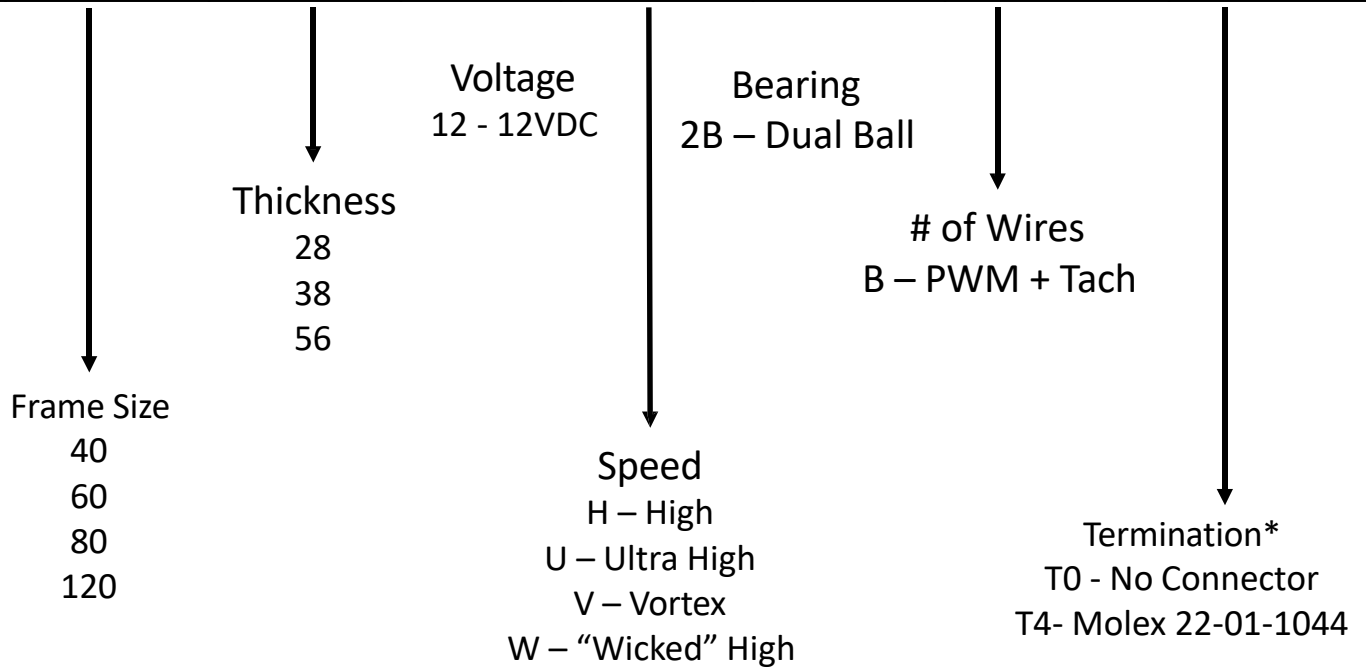 Voltage
12 - 12VDC
Bearing
2B – Dual Ball
Thickness
28
38
56
# of Wires
B – PWM + Tach
Frame Size
40
60
80
120
Speed
H – High
U – Ultra High
V – Vortex
W – “Wicked” High
Termination*
T0 - No Connector
T4- Molex 22-01-1044